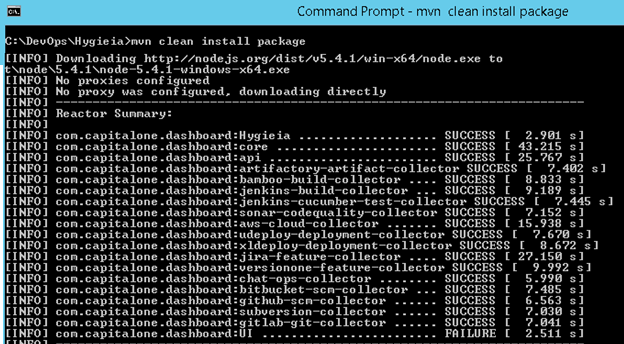 Command Prompt - mvn clean install package
C:\DevOps\Hygieia>mvn clean install package
[INFO] Downloading http://nodejs.org/dist/v5.4.1/win-x64/node.exe to
t\node\5.4.1\node-5.4.1-windows-x64.exe
[INFO] No proxies configured
[INFO] No proxy was configured, downloading directly
[INFO] ------------------------------------------------------------------------
[INFO] Reactor Summary:
[INFO]
[INFO] com.capitalone.dashboard:Hygieia ................... SUCCESS [  2.901 s]
[INFO] com.capitalone.dashboard:core ...................... SUCCESS [ 43.215 s]
[INFO] com.capitalone.dashboard:api ....................... SUCCESS [ 25.767 s]
[INFO] com.capitalone.dashboard:artifactory-artifact-collector SUCCESS [  7.402 s]
[INFO] com.capitalone.dashboard:bamboo-build-collector .... SUCCESS [  8.833 s]
[INFO] com.capitalone.dashboard:jenkins-build-collector ... SUCCESS [  9.189 s]
[INFO] com.capitalone.dashboard:jenkins-cucumber-test-collector SUCCESS [  7.445 s]
[INFO] com.capitalone.dashboard:sonar-codequality-collector SUCCESS [  7.152 s]
[INFO] com.capitalone.dashboard:aws-cloud-collector ....... SUCCESS [ 15.938 s]
[INFO] com.capitalone.dashboard:udeploy-deployment-collector SUCCESS [  7.670 s]
[INFO] com.capitalone.dashboard:xldeploy-deployment-collector SUCCESS [  8.672 s]
[INFO] com.capitalone.dashboard:jira-feature-collector .... SUCCESS [ 27.150 s]
[INFO] com.capitalone.dashboard:versionone-feature-collector SUCCESS [  9.992 s]
[INFO] com.capitalone.dashboard:chat-ops-collector ........ SUCCESS [  5.990 s]
[INFO] com.capitalone.dashboard:bitbucket-scm-collector ... SUCCESS [  7.485 s]
[INFO] com.capitalone.dashboard:github-scm-collector ...... SUCCESS [  6.563 s]
[INFO] com.capitalone.dashboard:subversion-collector ...... SUCCESS [  7.030 s]
[INFO] com.capitalone.dashboard:gitlab-git-collector ...... SUCCESS [  7.041 s]
[INFO] com.capitalone.dashboard:UI ........................ FAILURE [  2.511 s]